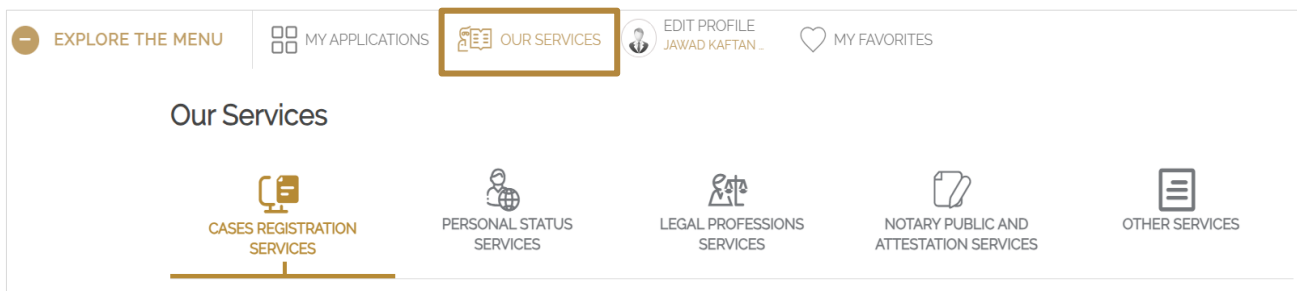 EXPLORE THE MENU
MY APPLICATIONS
OUR SERVICES
EDIT PROFILE
JAWAD KAFTAN ...
MY FAVORITES
Our Services
CASES REGISTRATION
SERVICES
PERSONAL STATUS
SERVICES
LEGAL PROFESSIONS
SERVICES
NOTARY PUBLIC AND
ATTESTATION SERVICES
OTHER SERVICES